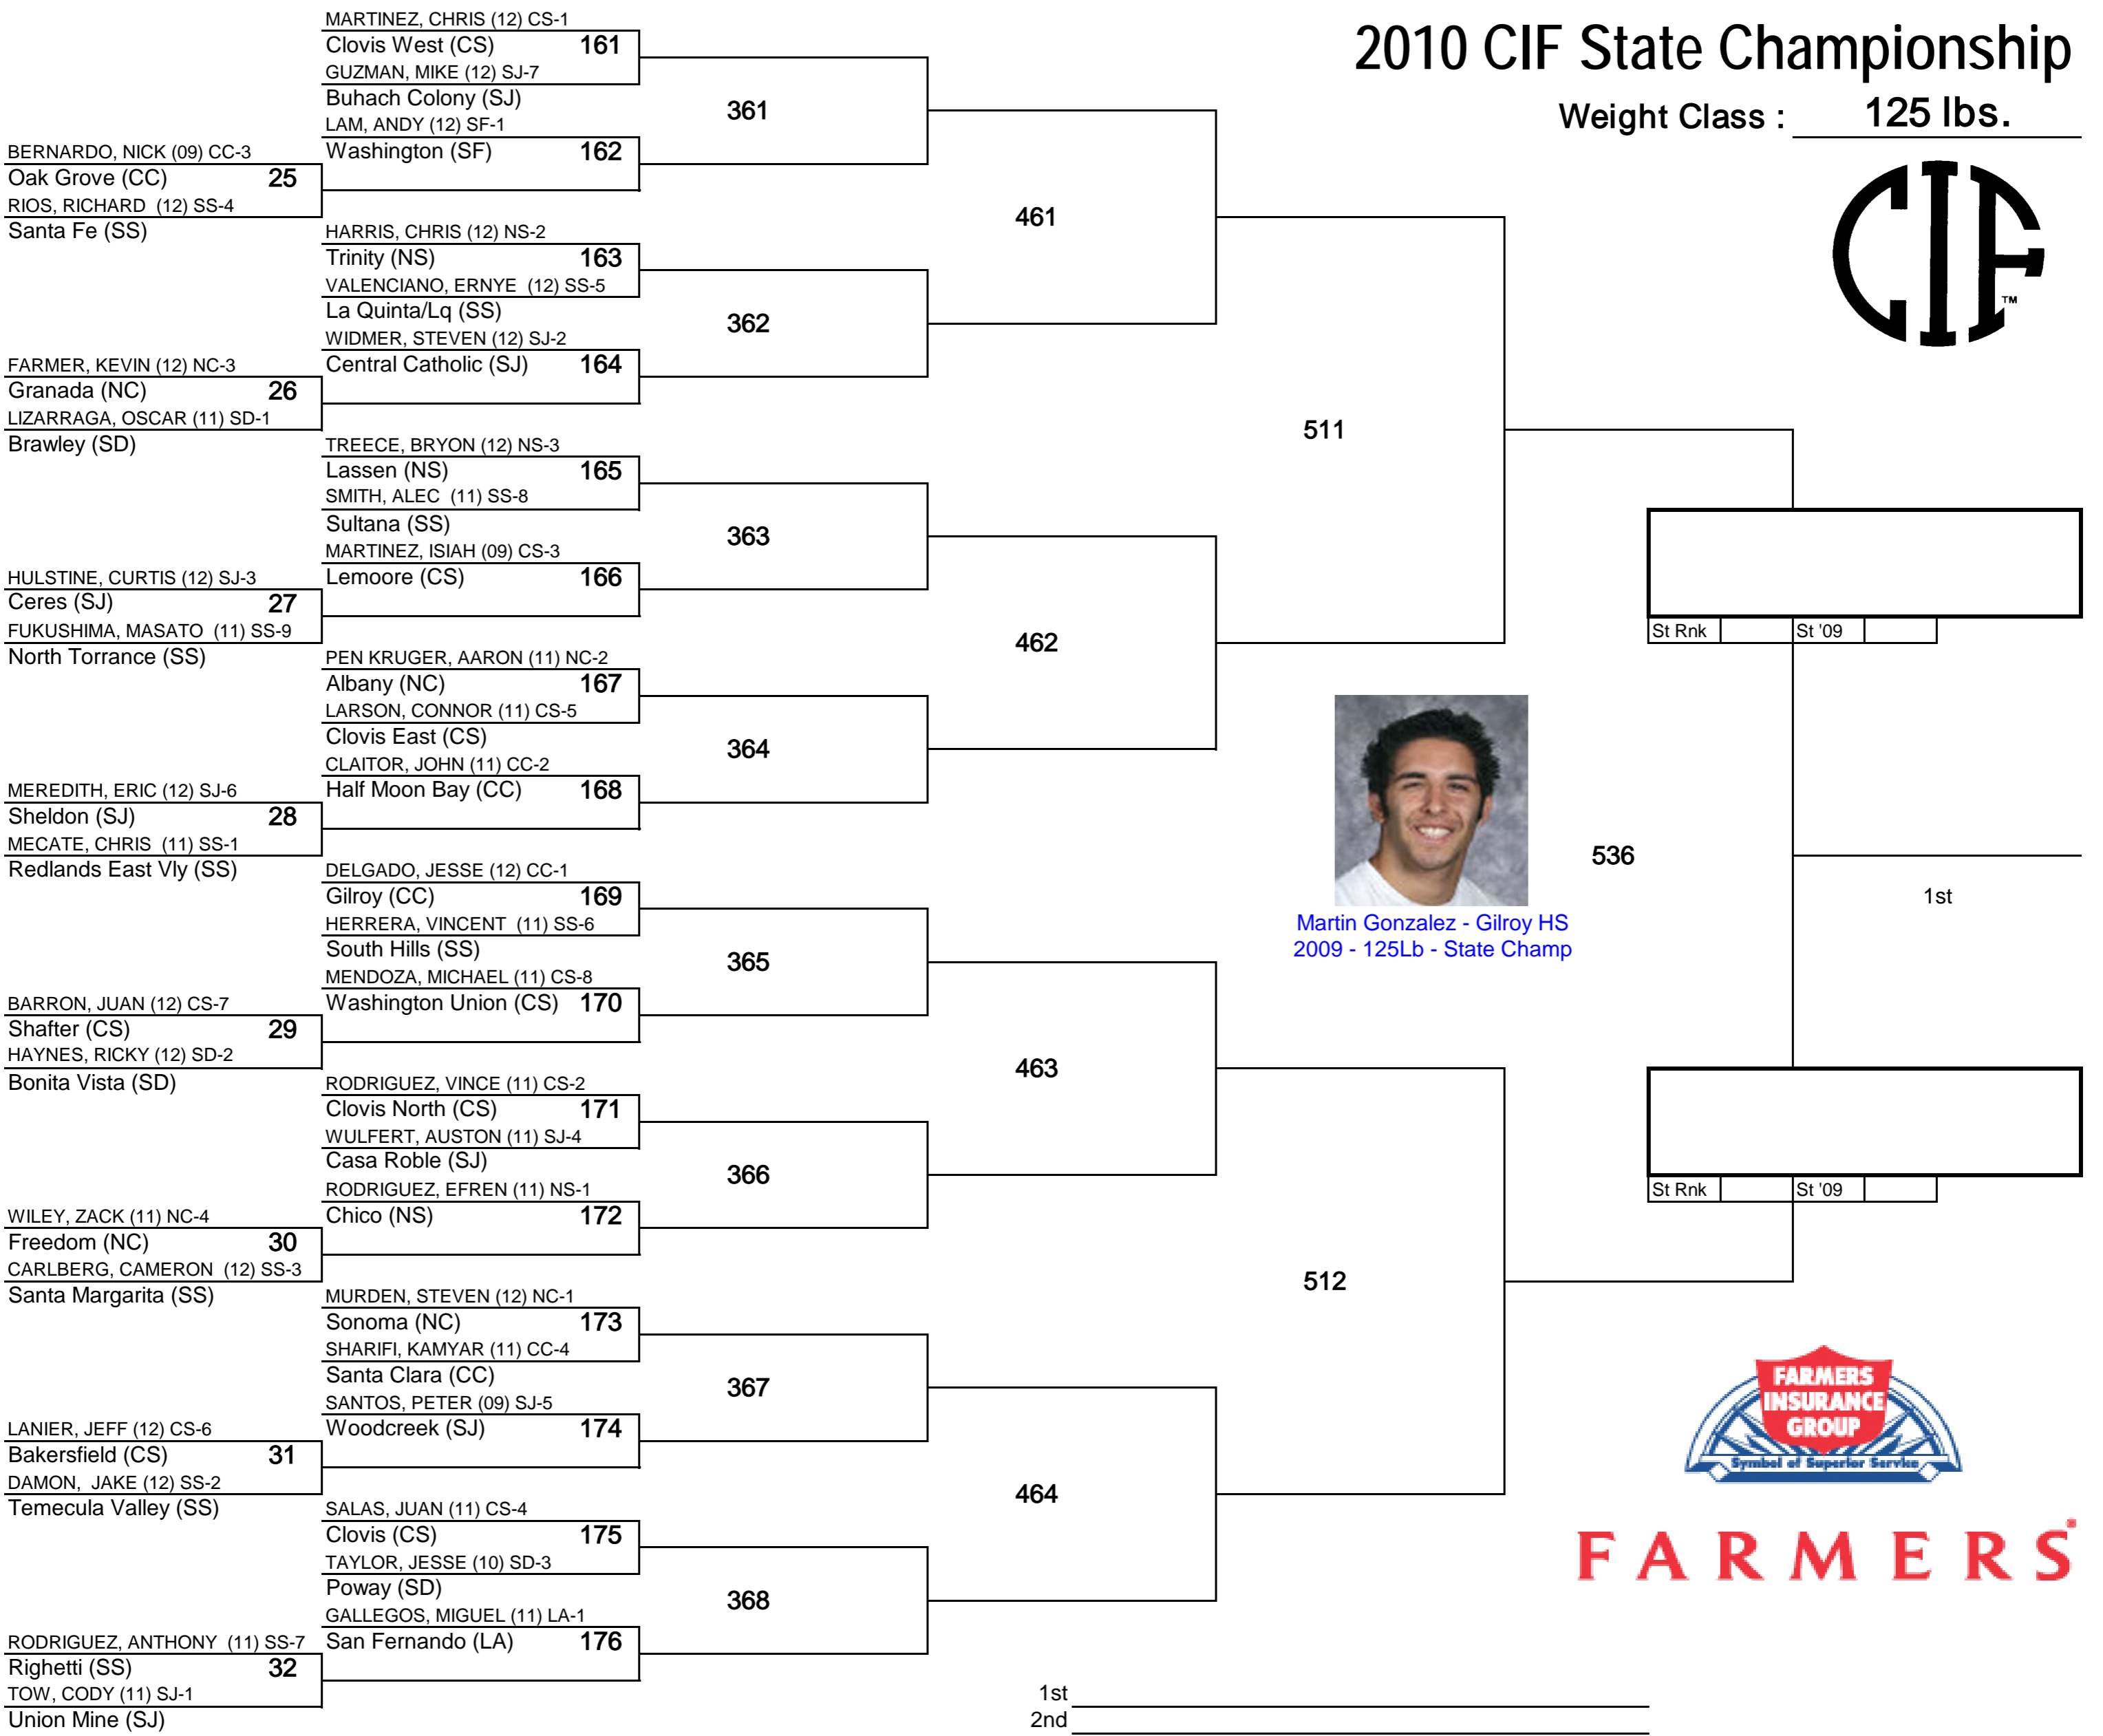 2010 CIF State Championship
Weight Class : 125 lbs.
CIF
TM
BERNARDO, NICK (09) CC-3
Oak Grove (CC) 25
RIOS, RICHARD (12) SS-4
Santa Fe (SS)
FARMER, KEVIN (12) NC-3
Granada (NC) 26
LIZARRAGA, OSCAR (11) SD-1
Brawley (SD)
HULSTINE, CURTIS (12) SJ-3
Ceres (SJ) 27
FUKUSHIMA, MASATO (11) SS-9
North Torrance (SS)
MEREDITH, ERIC (12) SJ-6
Sheldon (SJ) 28
MECATE, CHRIS (11) SS-1
Redlands East Vly (SS)
BARRON, JUAN (12) CS-7
Shafter (CS) 29
HAYNES, RICKY (12) SD-2
Bonita Vista (SD)
WILEY, ZACK (11) NC-4
Freedom (NC) 30
CARLBERG, CAMERON (12) SS-3
Santa Margarita (SS)
LANIER, JEFF (12) CS-6
Bakersfield (CS) 31
DAMON, JAKE (12) SS-2
Temecula Valley (SS)
RODRIGUEZ, ANTHONY (11) SS-7
Righetti (SS) 32
TOW, CODY (11) SJ-1
Union Mine (SJ)
MARTINEZ, CHRIS (12) CS-1
Clovis West (CS) 161
GUZMAN, MIKE (12) SJ-7
Buhach Colony (SJ)
LAM, ANDY (12) SF-1
Washington (SF) 162
HARRIS, CHRIS (12) NS-2
Trinity (NS) 163
VALENCIANO, ERNYE (12) SS-5
La Quinta/Lq (SS)
WIDMER, STEVEN (12) SJ-2
Central Catholic (SJ) 164
TREECE, BRYON (12) NS-3
Lassen (NS) 165
SMITH, ALEC (11) SS-8
Sultana (SS)
MARTINEZ, ISIAH (09) CS-3
Lemoore (CS) 166
PEN KRUGER, AARON (11) NC-2
Albany (NC) 167
LARSON, CONNOR (11) CS-5
Clovis East (CS)
CLAITOR, JOHN (11) CC-2
Half Moon Bay (CC) 168
DELGADO, JESSE (12) CC-1
Gilroy (CC) 169
HERRERA, VINCENT (11) SS-6
South Hills (SS)
MENDOZA, MICHAEL (11) CS-8
Washington Union (CS) 170
RODRIGUEZ, VINCE (11) CS-2
Clovis North (CS) 171
WULFERT, AUSTON (11) SJ-4
Casa Roble (SJ)
RODRIGUEZ, EFREN (11) NS-1
Chico (NS) 172
MURDEN, STEVEN (12) NC-1
Sonoma (NC) 173
SHARIFI, KAMYAR (11) CC-4
Santa Clara (CC)
SANTOS, PETER (09) SJ-5
Woodcreek (SJ) 174
SALAS, JUAN (11) CS-4
Clovis (CS) 175
TAYLOR, JESSE (10) SD-3
Poway (SD)
GALLEGOS, MIGUEL (11) LA-1
San Fernando (LA) 176
361
362
363
364
365
366
367
368
461
462
463
464
511
512
536
St Rnk St '09
Martin Gonzalez - Gilroy HS
2009 - 125Lb - State Champ
1st
St Rnk St '09
FARMERS
INSURANCE
GROUP
Symbol of Superior Service
FARMERS
1st
2nd